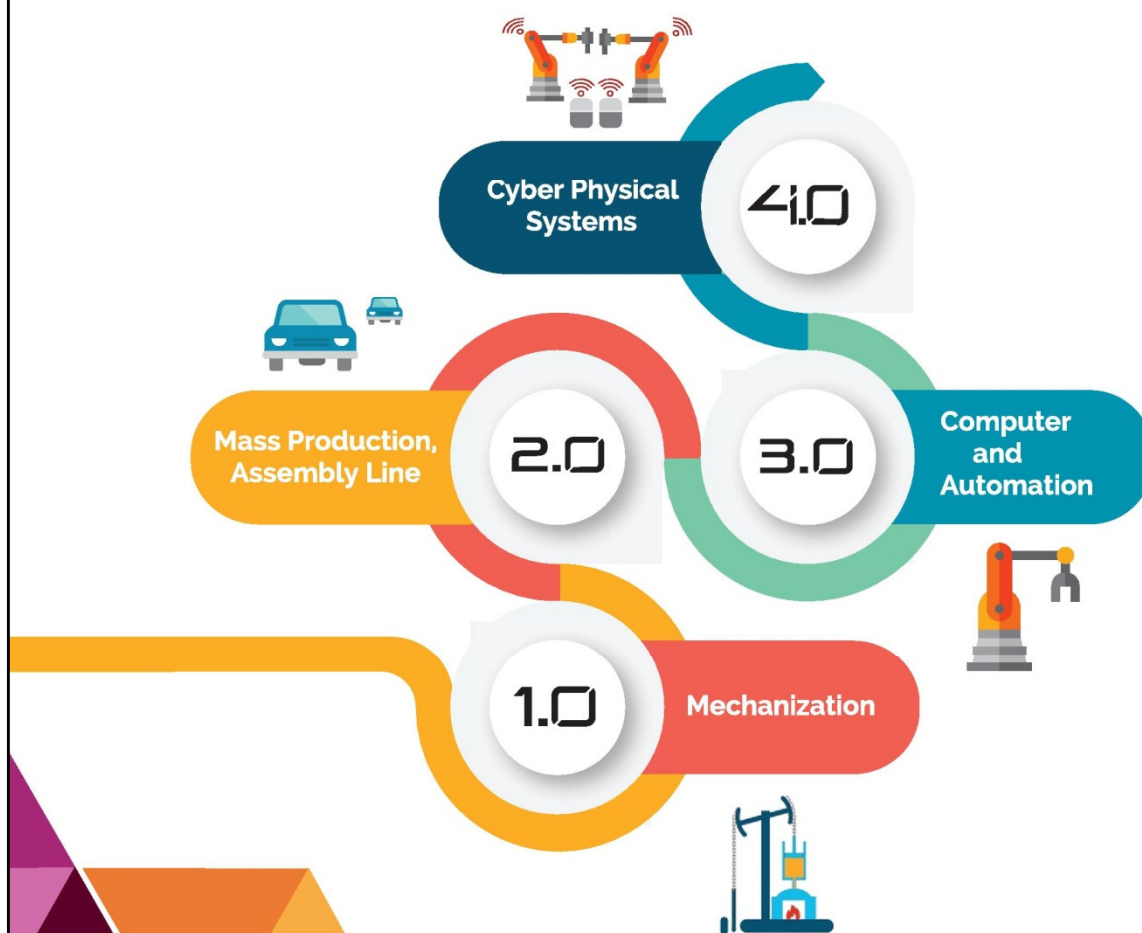 4.0
Cyber Physical
Systems
2.0
Mass Production,
Assembly Line
3.0
Computer
and
Automation
1.0
Mechanization